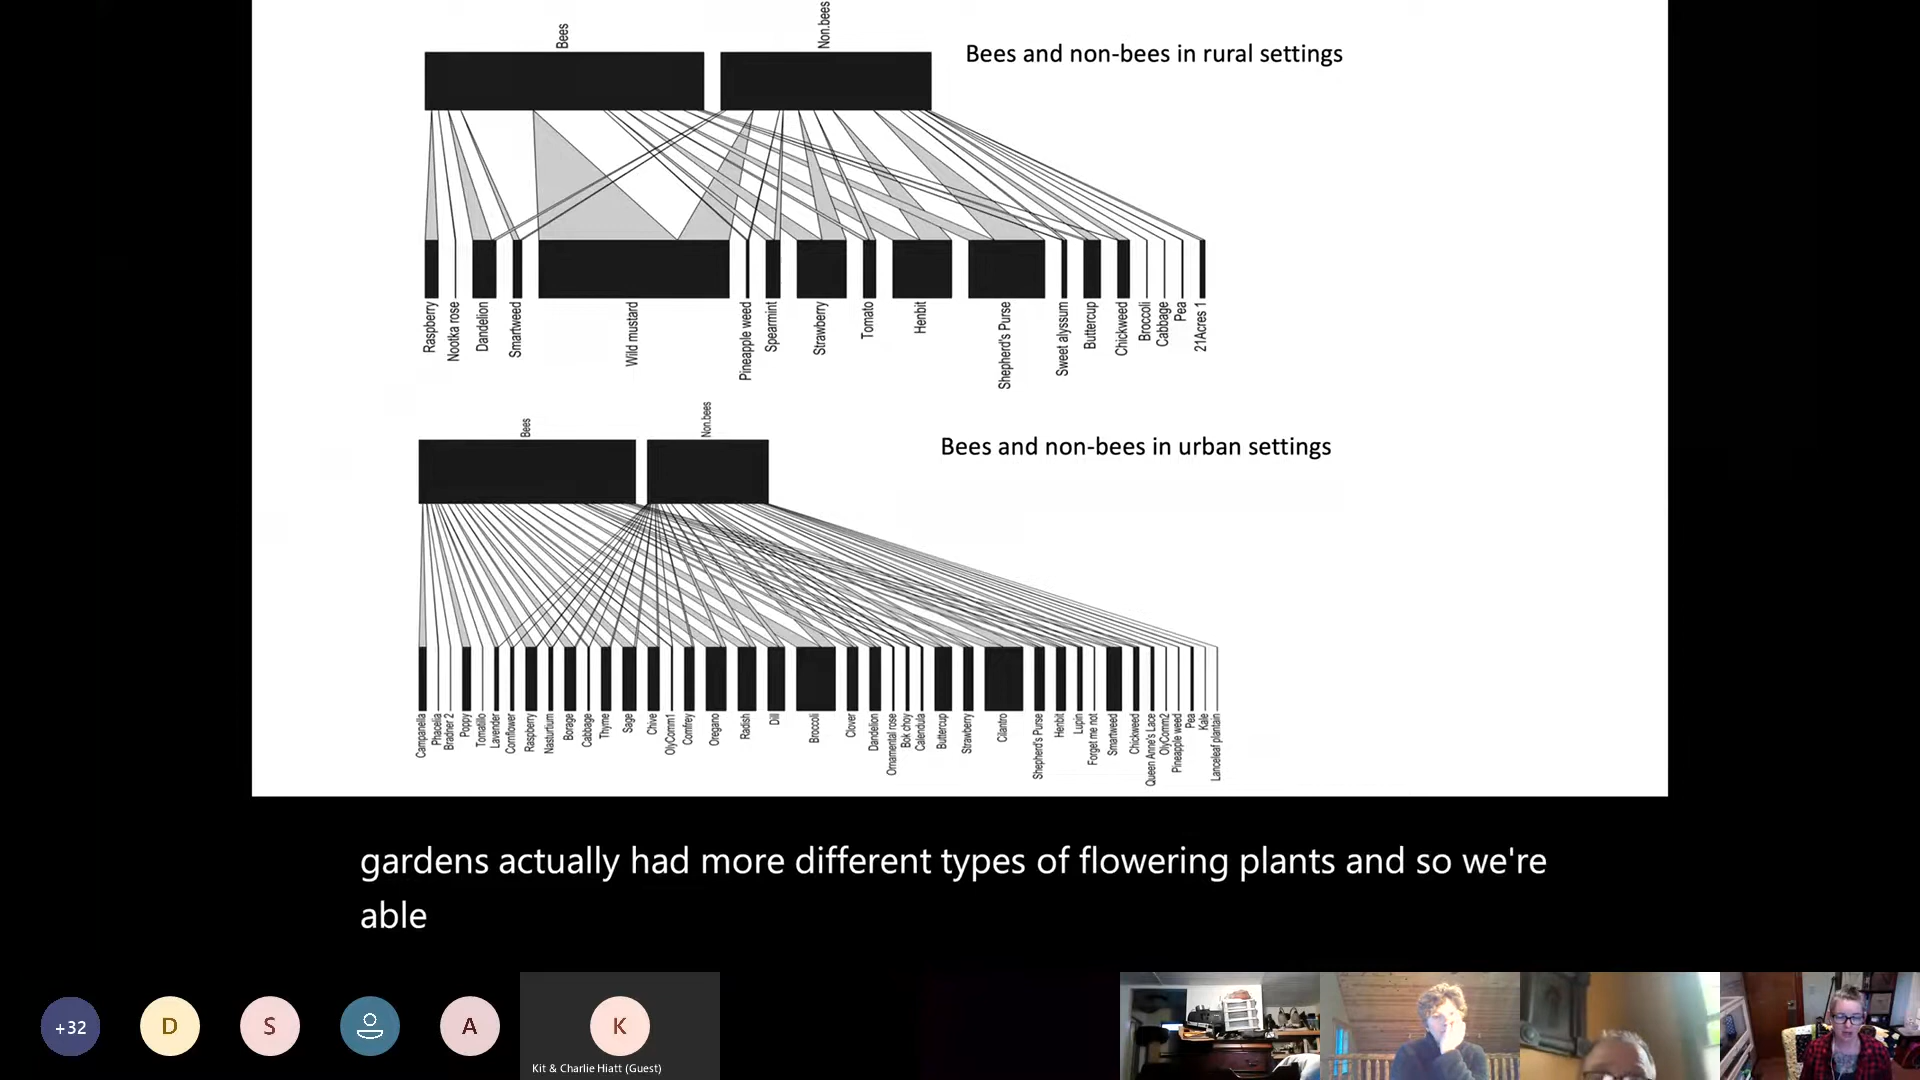 Bees
Non.bees
Bees and non-bees in rural settings
Raspberry
Nootka rose
Dandelion
Smartweed
Wild mustard
Pineapple weed
Spearmint
Strawberry
Tomato
Henbit
Shepherd's Purse
Sweet alyssum
Buttercup
Chickweed
Broccoli
Cabbage
Pea
21Acres 1
Bees
Non.bees
Bees and non-bees in urban settings
Campanella
Phacelia
Bradner 2
Poppy
Tomatillo
Lavender
Cornflower
Raspberry
Nasturtium
Borage
Cabbage
Thyme
Sage
Chive
OlyComm1
Comfrey
Oregano
Radish
Dill
Broccoli
Clover
Dandelion
Ornamental rose
Bok choy
Calendula
Buttercup
Strawberry
Cilantro
Shepherd's Purse
Henbit
Lupin
Forget me not
Smartweed
Chickweed
Queen Anne's Lace
OlyComm2
Pineapple weed
Pea
Kale
Lanceleaf plantain
gardens actually had more different types of flowering plants and so we're
able
+32
D
S
A
K
Kit & Charlie Hiatt (Guest)